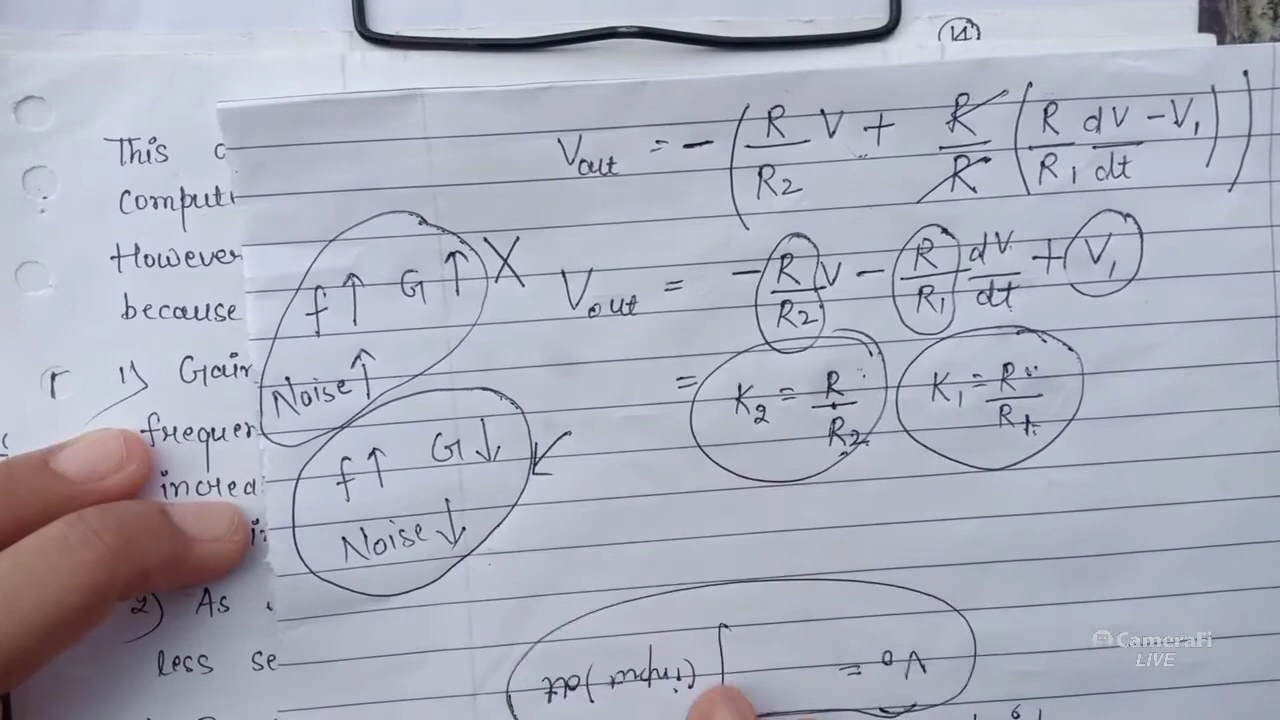 14
This
Vout = - (R/R2 V + R/R (R/R1 dV/dt - V1))
computi
However
because
f↑ G↑ X
Noise↑
Vout = - R/R2 V - R/R1 dV/dt + V1
= K2 = R/R2 K1 = R/R1
1) Gain
frequen
increa
f↑ G↓
Noise↓
2) As
less se
Vo = ∫ (input) dt
CameraFi
LIVE